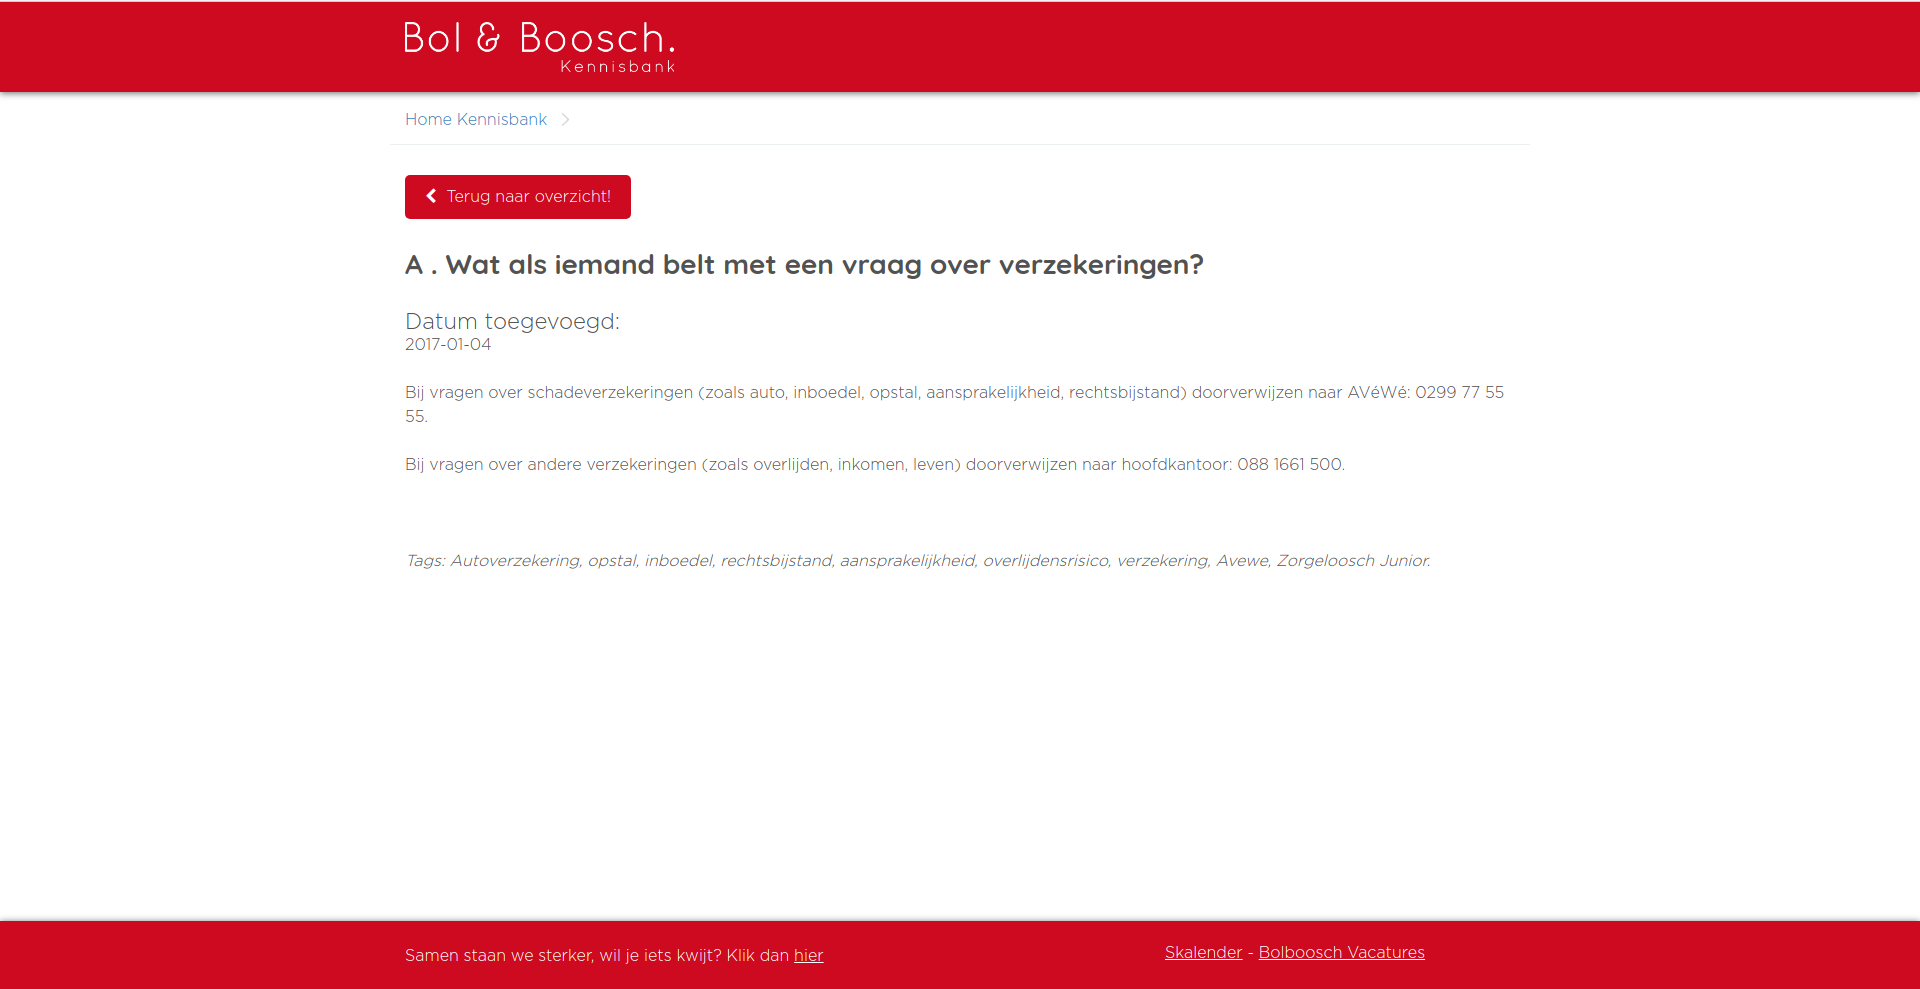 Bol & Boosch.
Kennisbank
Home Kennisbank
Terug naar overzicht!
A . Wat als iemand belt met een vraag over verzekeringen?
Datum toegevoegd:
2017-01-04
Bij vragen over schadeverzekeringen (zoals auto, inboedel, opstal, aansprakelijkheid, rechtsbijstand) doorverwijzen naar AVéWé: 0299 77 55
55.
Bij vragen over andere verzekeringen (zoals overlijden, inkomen, leven) doorverwijzen naar hoofdkantoor: 088 1661 500.
Tags: Autoverzekering, opstal, inboedel, rechtsbijstand, aansprakelijkheid, overlijdensrisico, verzekering, Avewe, Zorgeloosch Junior.
Samen staan we sterker, wil je iets kwijt? Klik dan hier
Skalender - Bolboosch Vacatures